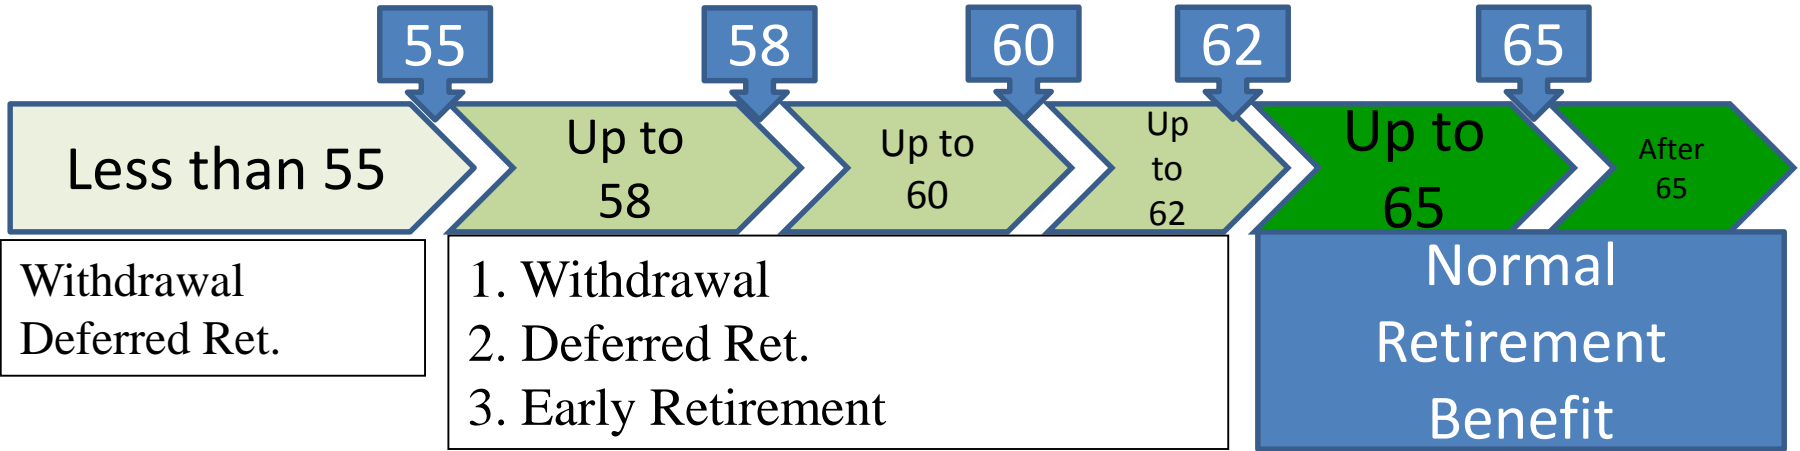 55
58
60
62
65
Less than 55
Up to
58
Up to
60
Up
to
62
Up to
65
After
65
Withdrawal
Deferred Ret.
1. Withdrawal
2. Deferred Ret.
3. Early Retirement
Normal
Retirement
Benefit